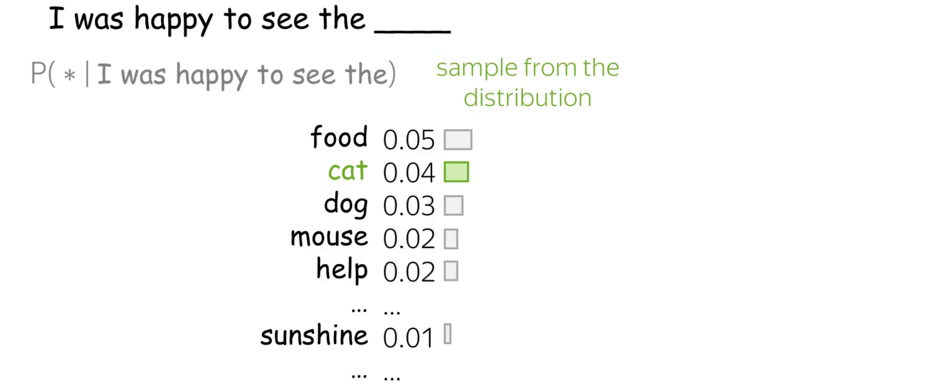 I was happy to see the ____
P( * | I was happy to see the)
sample from the
distribution
food 0.05
cat 0.04
dog 0.03
mouse 0.02
help 0.02
... ...
sunshine 0.01
... ...